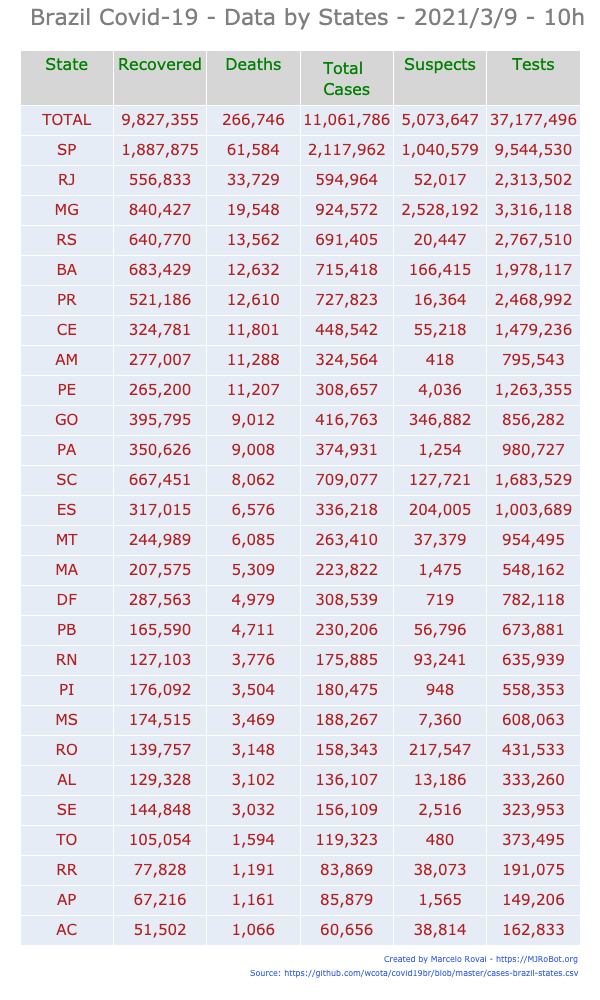 Brazil Covid-19 - Data by States - 2021/3/9 - 10h
State Recovered Deaths Total Cases Suspects Tests
TOTAL 9,827,355 266,746 11,061,786 5,073,647 37,177,496
SP 1,887,875 61,584 2,117,962 1,040,579 9,544,530
RJ 556,833 33,729 594,964 52,017 2,313,502
MG 840,427 19,548 924,572 2,528,192 3,316,118
RS 640,770 13,562 691,405 20,447 2,767,510
BA 683,429 12,632 715,418 166,415 1,978,117
PR 521,186 12,610 727,823 16,364 2,468,992
CE 324,781 11,801 448,542 55,218 1,479,236
AM 277,007 11,288 324,564 418 795,543
PE 265,200 11,207 308,657 4,036 1,263,355
GO 395,795 9,012 416,763 346,882 856,282
PA 350,626 9,008 374,931 1,254 980,727
SC 667,451 8,062 709,077 127,721 1,683,529
ES 317,015 6,576 336,218 204,005 1,003,689
MT 244,989 6,085 263,410 37,379 954,495
MA 207,575 5,309 223,822 1,475 548,162
DF 287,563 4,979 308,539 719 782,118
PB 165,590 4,711 230,206 56,796 673,881
RN 127,103 3,776 175,885 93,241 635,939
PI 176,092 3,504 180,475 948 558,353
MS 174,515 3,469 188,267 7,360 608,063
RO 139,757 3,148 158,343 217,547 431,533
AL 129,328 3,102 136,107 13,186 333,260
SE 144,848 3,032 156,109 2,516 323,953
TO 105,054 1,594 119,323 480 373,495
RR 77,828 1,191 83,869 38,073 191,075
AP 67,216 1,161 85,879 1,565 149,206
AC 51,502 1,066 60,656 38,814 162,833
Created by Marcelo Rovai - https://MJRoBot.org
Source: https://github.com/wcota/covid19br/blob/master/cases-brazil-states.csv